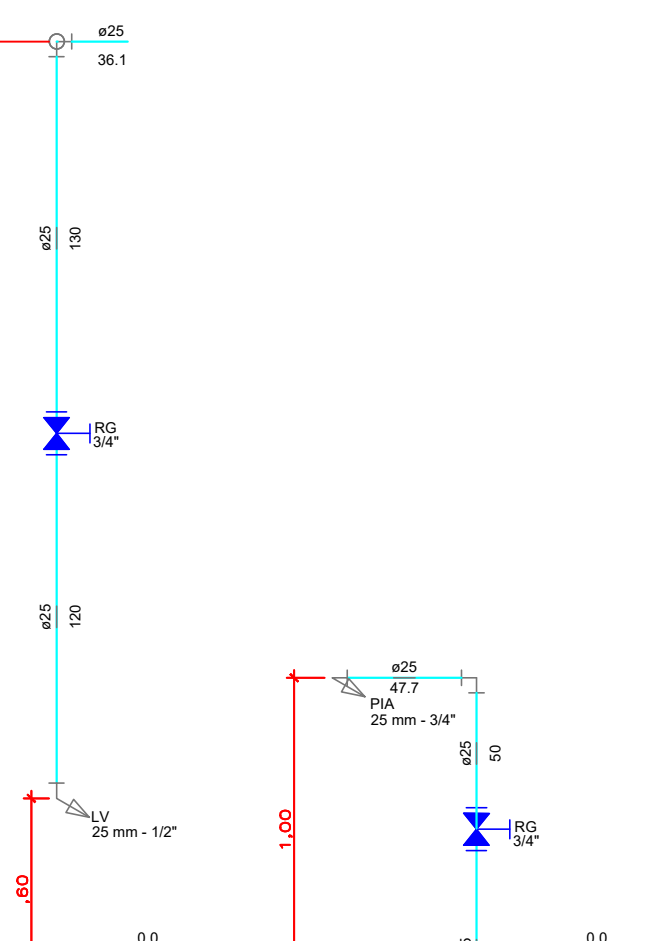 ø25
36.1
ø25
130
RG
3/4"
ø25
120
ø25
47.7
PIA
25 mm - 3/4"
ø25
50
LV
25 mm - 1/2"
1,00
RG
3/4"
,60
0.0
0.0